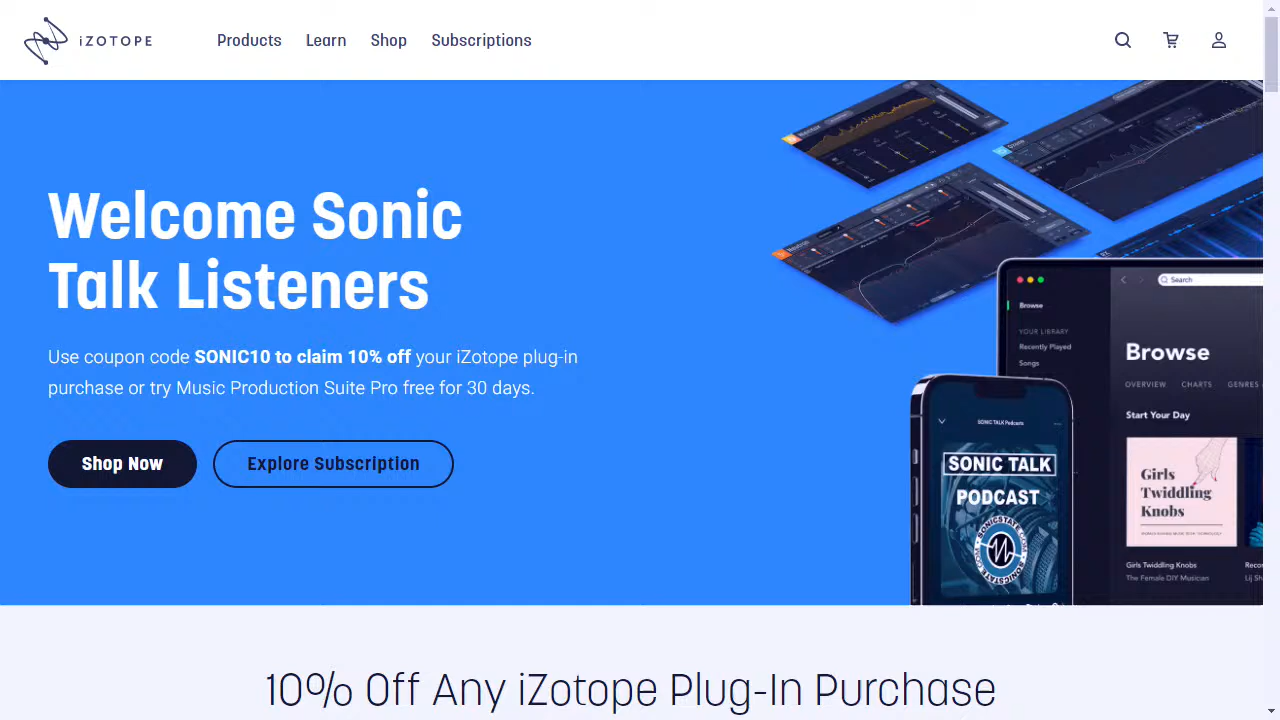 iZOTOPE
Products Learn Shop Subscriptions
Welcome Sonic
Talk Listeners
Use coupon code SONIC10 to claim 10% off your iZotope plug-in
purchase or try Music Production Suite Pro free for 30 days.
Shop Now
Explore Subscription
Search
Browse
YOUR LIBRARY
Recently Played
Songs
Browse
OVERVIEW CHARTS GENRES
Start Your Day
Girls
Twiddling
Knobs
Girls Twiddling Knobs
The Female DIY Musician
SONIC TALK Podcasts
SONIC TALK
PODCAST
SONICSTATE.COM
10% Off Any iZotope Plug-In Purchase